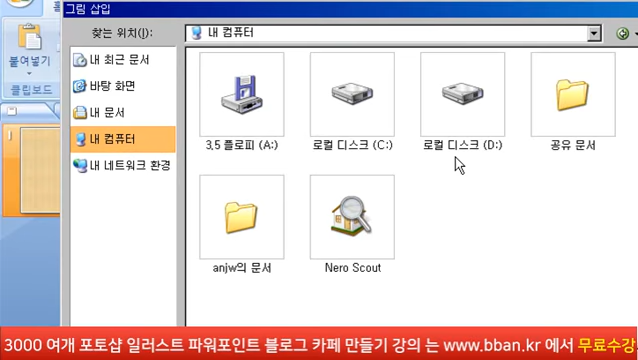 그림 삽입
찾는 위치(I):
내 컴퓨터
붙여넣기
클립보드
내 최근 문서
바탕 화면
내 문서
내 컴퓨터
내 네트워크 환경
3.5 플로피 (A:)
로컬 디스크 (C:)
로컬 디스크 (D:)
공유 문서
anjw의 문서
Nero Scout
1
3000 여개 포토샵 일러스트 파워포인트 블로그 카페 만들기 강의 는 www.bban.kr 에서 무료수강